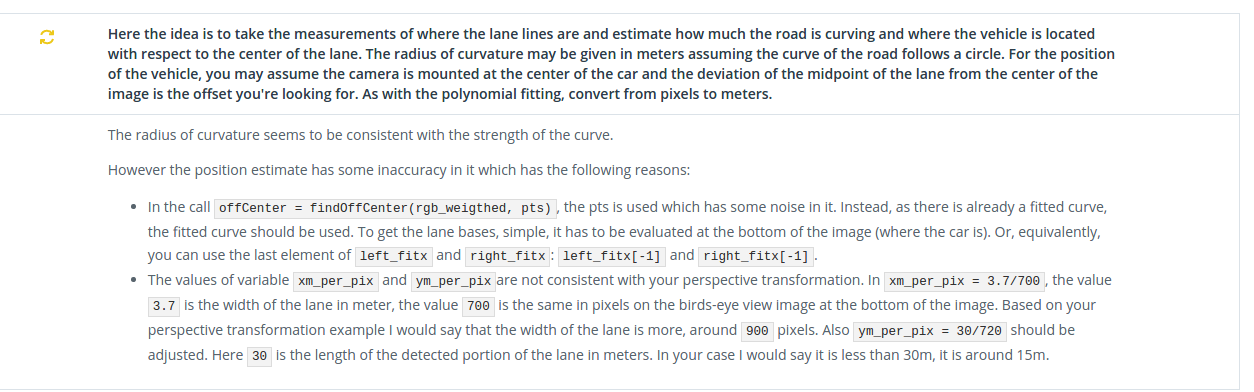 Here the idea is to take the measurements of where the lane lines are and estimate how much the road is curving and where the vehicle is located
with respect to the center of the lane. The radius of curvature may be given in meters assuming the curve of the road follows a circle. For the position
of the vehicle, you may assume the camera is mounted at the center of the car and the deviation of the midpoint of the lane from the center of the
image is the offset you're looking for. As with the polynomial fitting, convert from pixels to meters.
The radius of curvature seems to be consistent with the strength of the curve.
However the position estimate has some inaccuracy in it which has the following reasons:
• In the call offCenter = findOffCenter(rgb_weigthed, pts) , the pts is used which has some noise in it. Instead, as there is already a fitted curve,
the fitted curve should be used. To get the lane bases, simple, it has to be evaluated at the bottom of the image (where the car is). Or, equivalently,
you can use the last element of left_fitx and right_fitx : left_fitx[-1] and right_fitx[-1] .
• The values of variable xm_per_pix and ym_per_pix are not consistent with your perspective transformation. In xm_per_pix = 3.7/700 , the value
3.7 is the width of the lane in meter, the value 700 is the same in pixels on the birds-eye view image at the bottom of the image. Based on your
perspective transformation example I would say that the width of the lane is more, around 900 pixels. Also ym_per_pix = 30/720 should be
adjusted. Here 30 is the length of the detected portion of the lane in meters. In your case I would say it is less than 30m, it is around 15m.